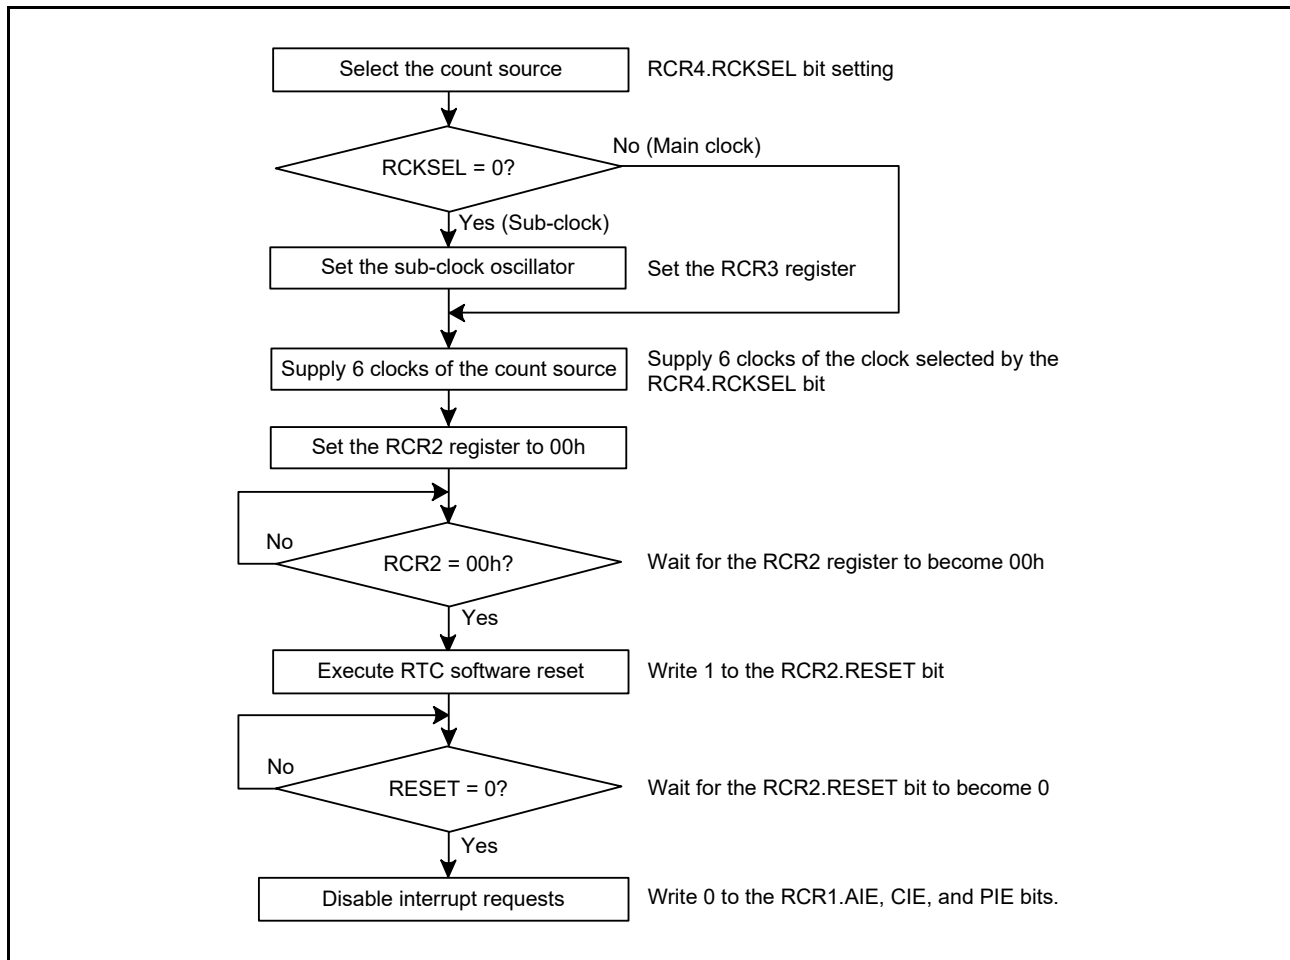 Select the count source
RCR4.RCKSEL bit setting
No (Main clock)
RCKSEL = 0?
Yes (Sub-clock)
Set the sub-clock oscillator
Set the RCR3 register
Supply 6 clocks of the count source
Supply 6 clocks of the clock selected by the
RCR4.RCKSEL bit
Set the RCR2 register to 00h
No
RCR2 = 00h?
Wait for the RCR2 register to become 00h
Yes
Execute RTC software reset
Write 1 to the RCR2.RESET bit
No
RESET = 0?
Wait for the RCR2.RESET bit to become 0
Yes
Disable interrupt requests
Write 0 to the RCR1.AIE, CIE, and PIE bits.